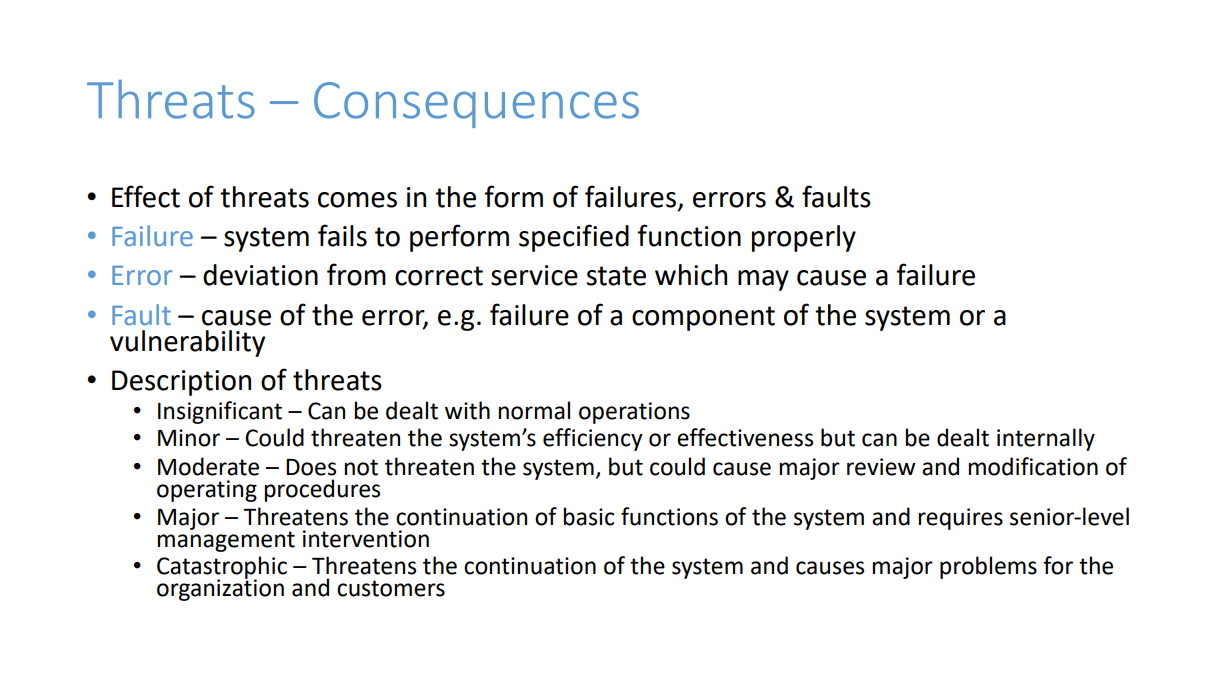 Threats – Consequences
• Effect of threats comes in the form of failures, errors & faults
• Failure – system fails to perform specified function properly
• Error – deviation from correct service state which may cause a failure
• Fault – cause of the error, e.g. failure of a component of the system or a
vulnerability
• Description of threats
• Insignificant – Can be dealt with normal operations
• Minor – Could threaten the system’s efficiency or effectiveness but can be dealt internally
• Moderate – Does not threaten the system, but could cause major review and modification of
operating procedures
• Major – Threatens the continuation of basic functions of the system and requires senior-level
management intervention
• Catastrophic – Threatens the continuation of the system and causes major problems for the
organization and customers